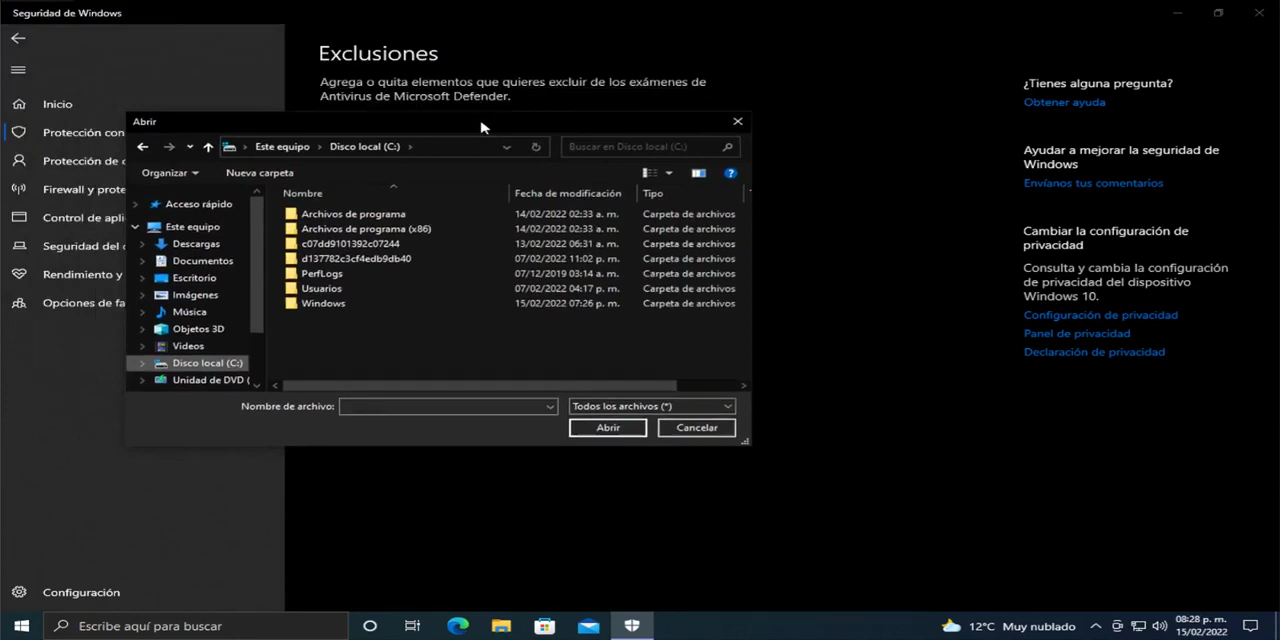 Seguridad de Windows
Inicio
Protección con
Protección de c
Firewall y prote
Control de apli
Seguridad del
Rendimiento y
Opciones de fa
Configuración
Exclusiones
Agrega o quita elementos que quieres excluir de los exámenes de
Antivirus de Microsoft Defender.
Abrir
Este equipo > Disco local (C:) >
Buscar en Disco local (C:)
Organizar
Nueva carpeta
Acceso rápido
Este equipo
Descargas
Documentos
Escritorio
Imágenes
Música
Objetos 3D
Videos
Disco local (C:)
Unidad de DVD (
Nombre Fecha de modificación Tipo
Archivos de programa 14/02/2022 02:33 a. m. Carpeta de archivos
Archivos de programa (x86) 14/02/2022 02:33 a. m. Carpeta de archivos
c07dd9101392c07244 13/02/2022 06:31 a. m. Carpeta de archivos
d137782c3cf4edb9db40 07/02/2022 11:02 p. m. Carpeta de archivos
PerfLogs 07/12/2019 03:14 a. m. Carpeta de archivos
Usuarios 07/02/2022 04:17 p. m. Carpeta de archivos
Windows 15/02/2022 07:26 p. m. Carpeta de archivos
Nombre de archivo:
Todos los archivos (*)
Abrir
Cancelar
¿Tienes alguna pregunta?
Obtener ayuda
Ayudar a mejorar la seguridad de
Windows
Envíanos tus comentarios
Cambiar la configuración de
privacidad
Consulta y cambia la configuración
de privacidad del dispositivo
Windows 10.
Configuración de privacidad
Panel de privacidad
Declaración de privacidad
Escribe aquí para buscar
12°C Muy nublado
08:28 p. m.
15/02/2022